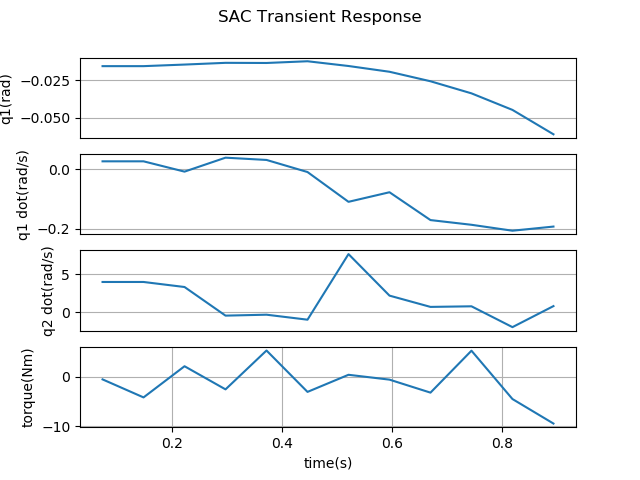 SAC Transient Response
q1(rad)
−0.025
−0.050
q1 dot(rad/s)
0.0
−0.2
q2 dot(rad/s)
5
0
torque(Nm)
0
−10
0.2 0.4 0.6 0.8
time(s)